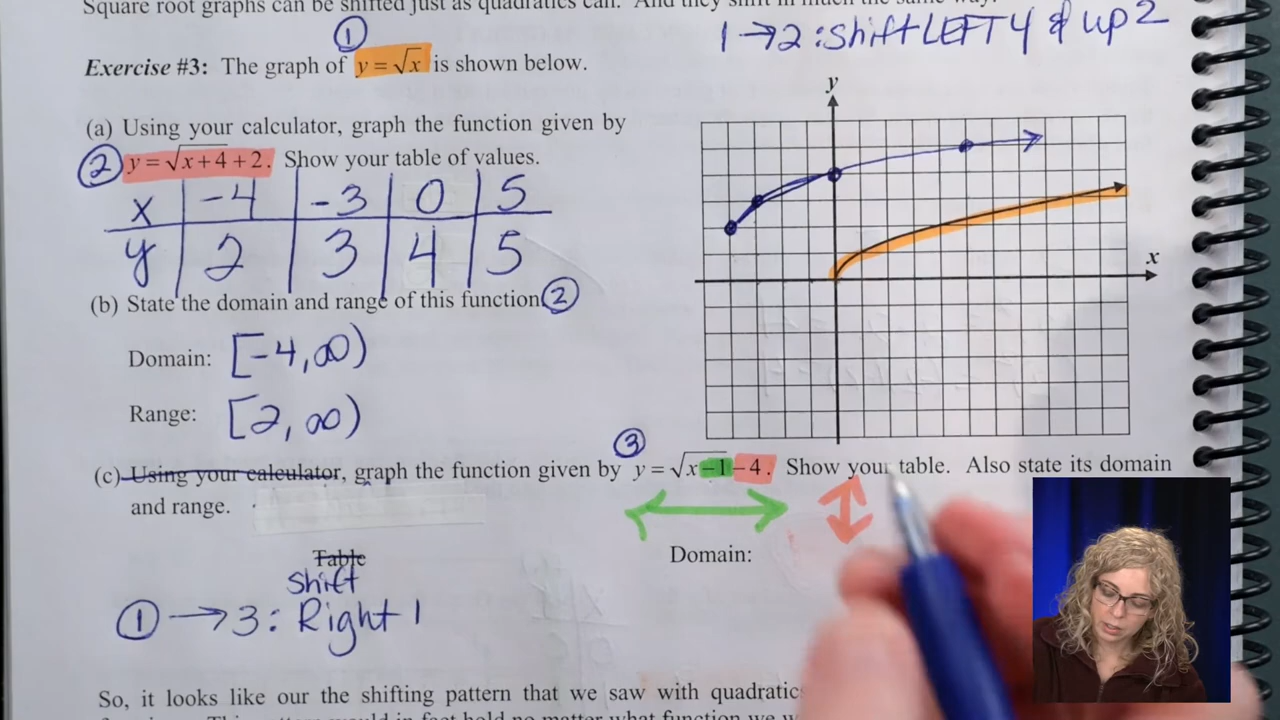 Square root graphs can be shifted just as quadratics can. And they shift in much the same way.
1 → 2 : Shift LEFT 4 & up 2
①
Exercise #3: The graph of y = √x is shown below.
(a) Using your calculator, graph the function given by
② y = √x + 4 + 2. Show your table of values.
x -4 -3 0 5
y 2 3 4 5
(b) State the domain and range of this function ②
Domain: [-4, ∞)
Range: [2, ∞)
y
x
③
(c) Using your calculator, graph the function given by y = √x - 1 - 4. Show your table. Also state its domain
and range.
Table
Shift
Domain:
① → 3 : Right 1
So, it looks like our the shifting pattern that we saw with quadratics